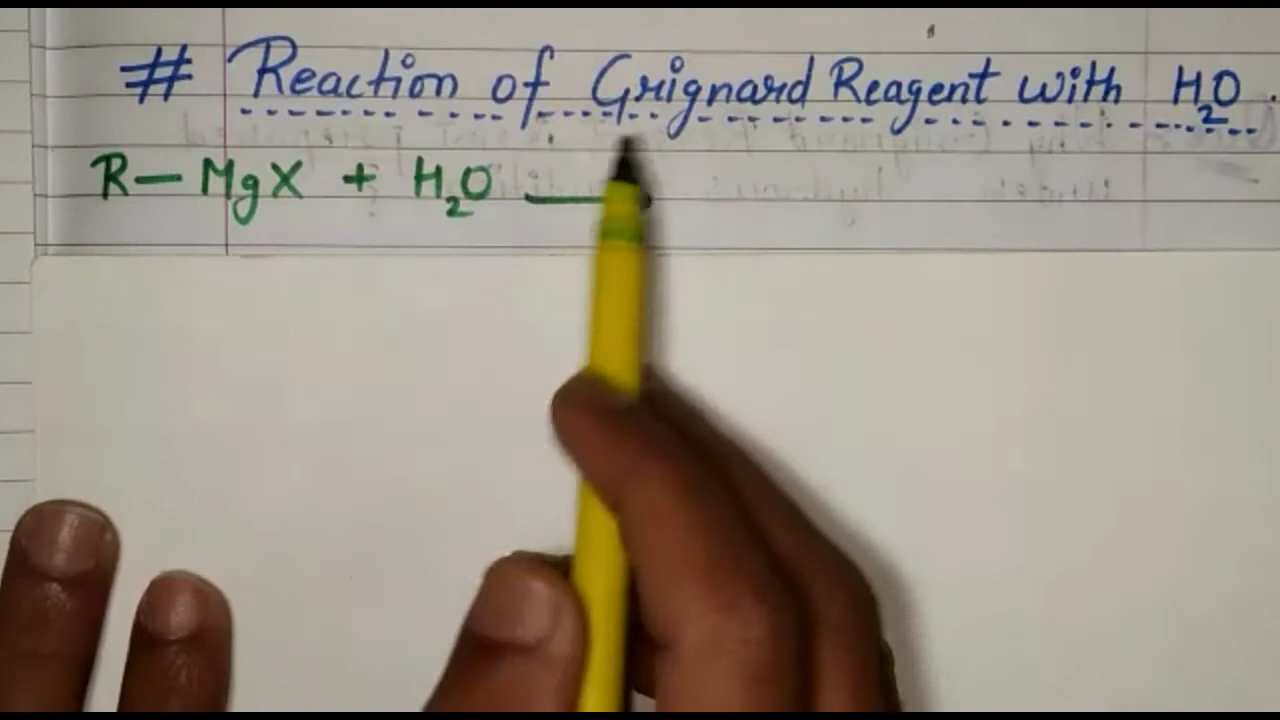 # Reaction of Grignard Reagent with H₂O.
R — MgX + H₂O —